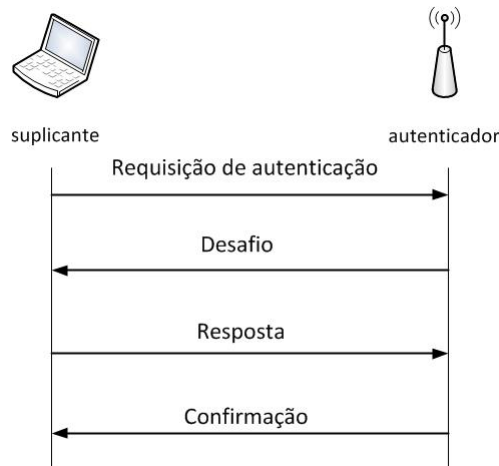 suplicante
autenticador
Requisição de autenticação
Desafio
Resposta
Confirmação